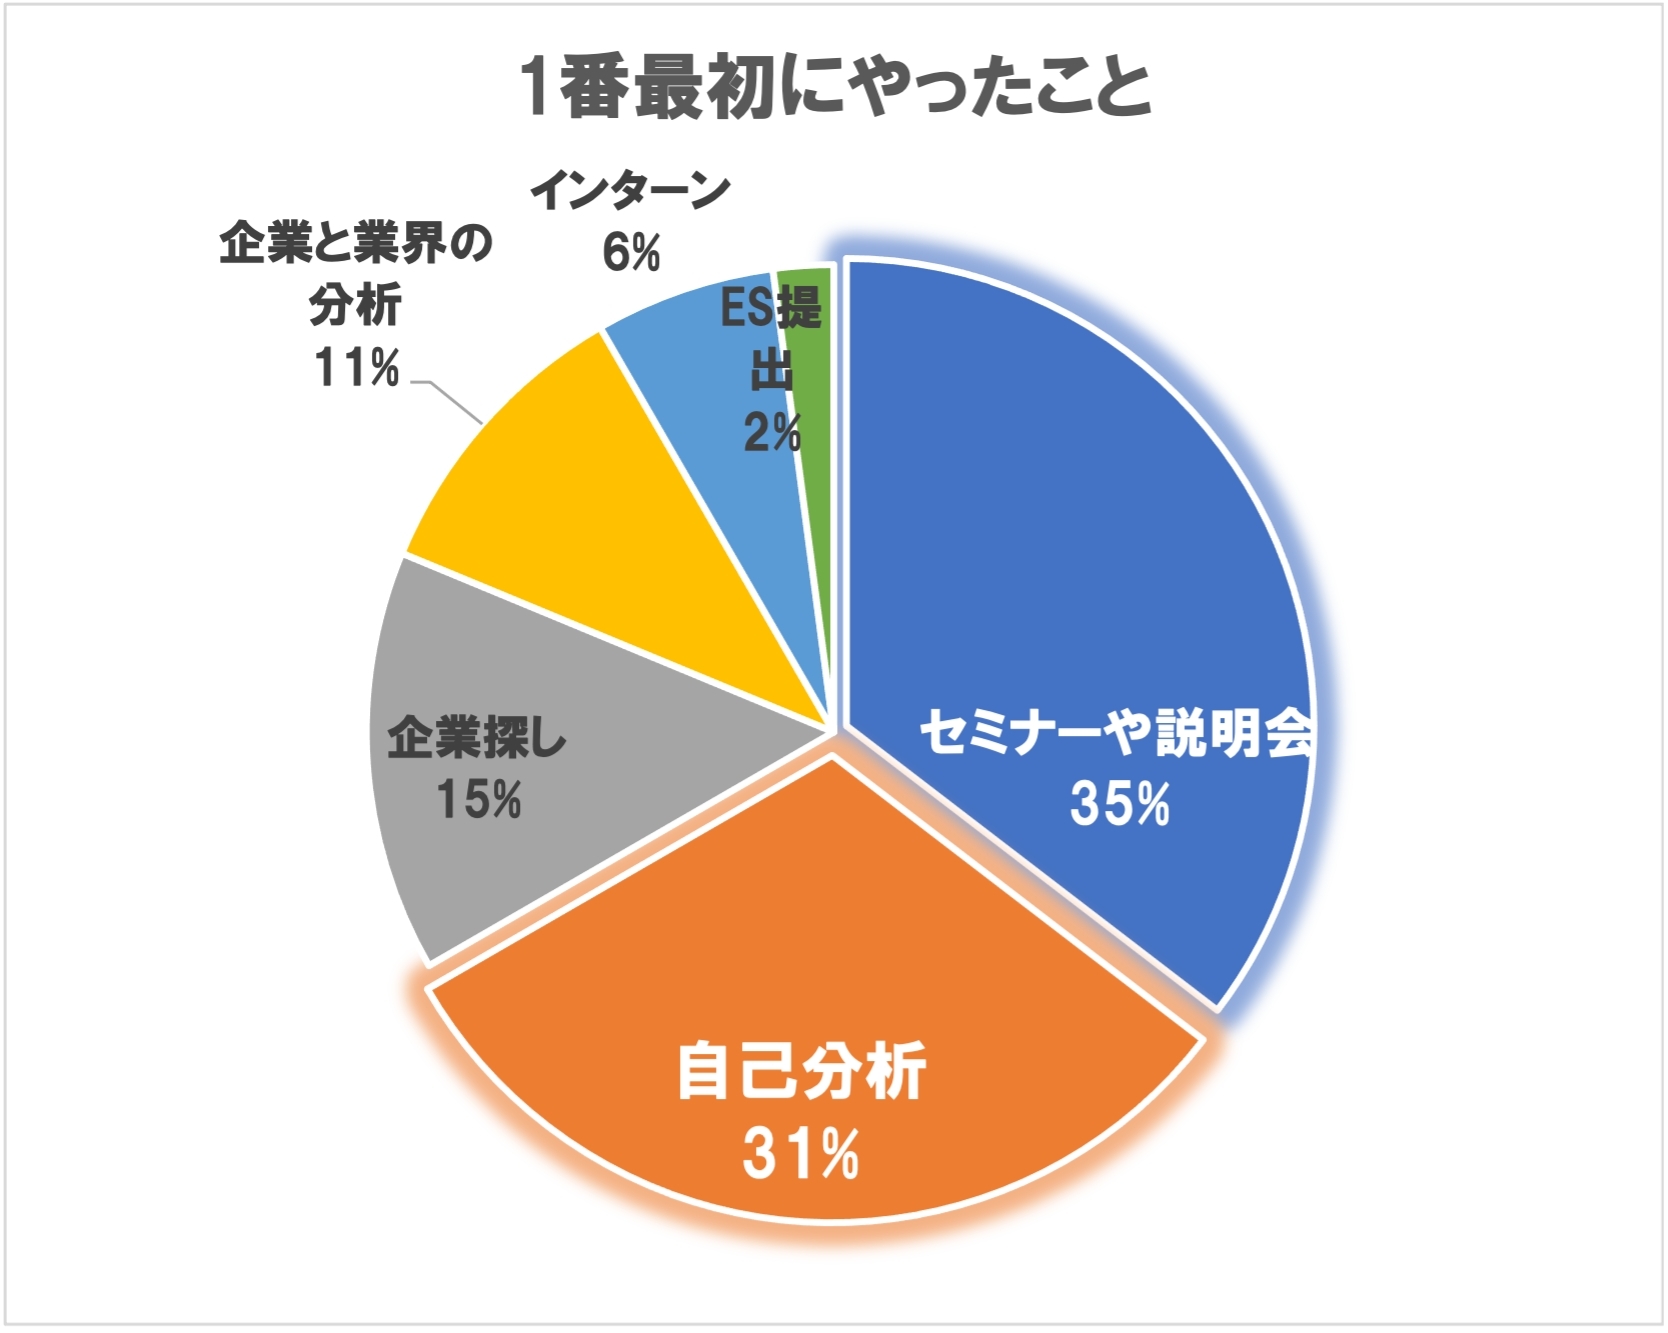 1番最初にやったこと
インターン
6%
企業と業界の
分析
11%
ES提
出
2%
セミナーや説明会
35%
企業探し
15%
自己分析
31%